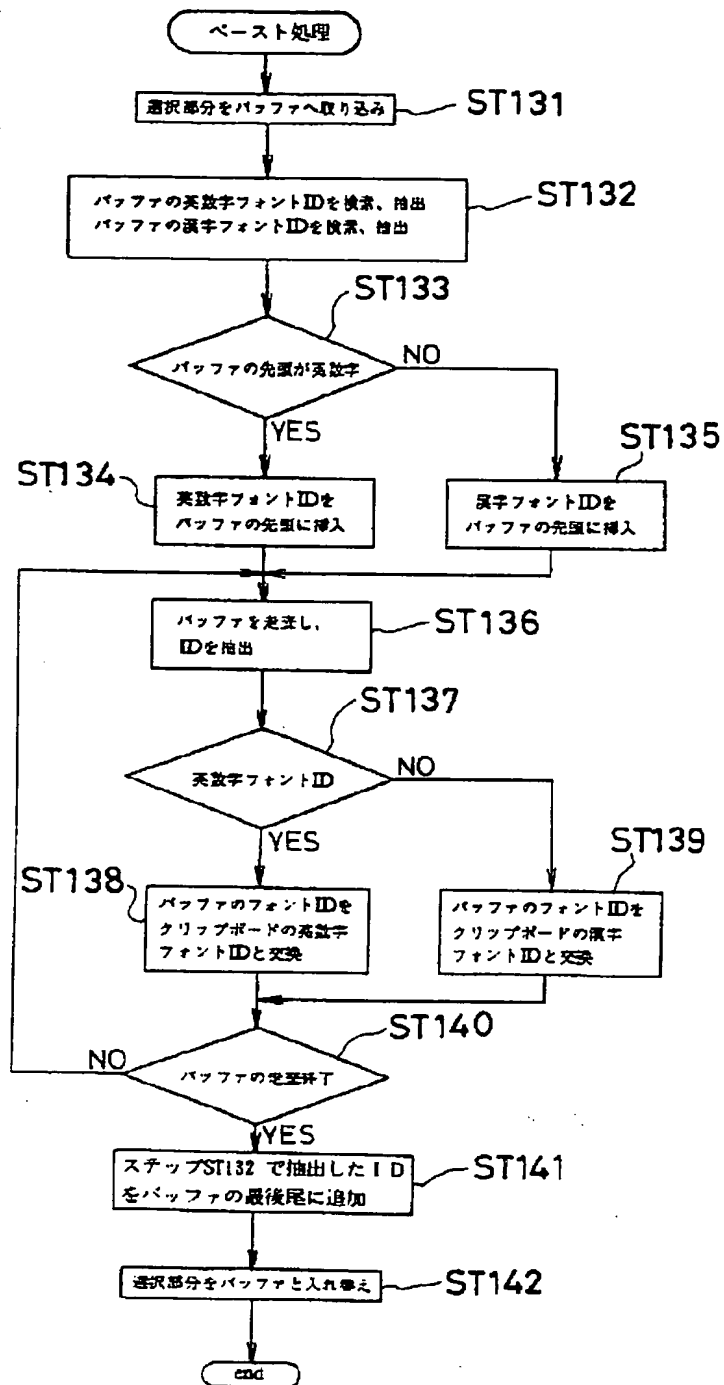 ペースト処理
選択部分をバッファへ取り込み
ST131
バッファの英数字フォントIDを検索、抽出
バッファの漢字フォントIDを検索、抽出
ST132
ST133
バッファの先頭が英数字
NO
YES
ST134
英数字フォントIDを
バッファの先頭に挿入
ST135
漢字フォントIDを
バッファの先頭に挿入
バッファを走査し、
IDを抽出
ST136
ST137
英数字フォントID
NO
YES
ST138
バッファのフォントIDを
クリップボードの英数字
フォントIDと交換
ST139
バッファのフォントIDを
クリップボードの漢字
フォントIDと交換
ST140
NO
バッファの走査終了
YES
ステップST132 で抽出したID
をバッファの最後尾に追加
ST141
選択部分をバッファと入れ替え
ST142
end